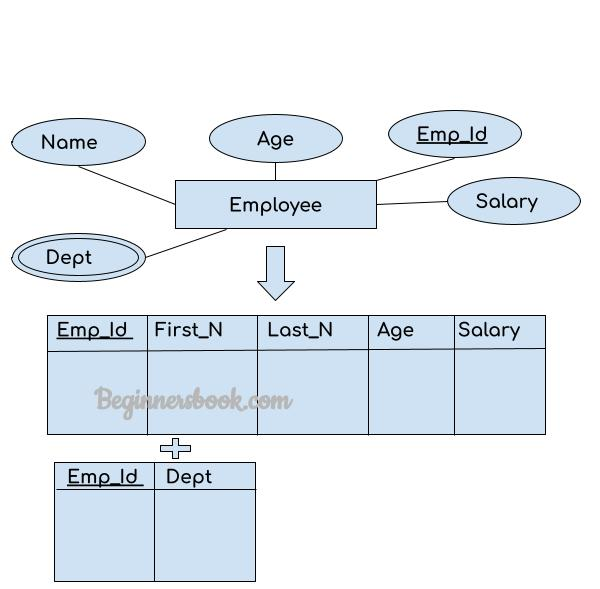 Name
Age
Emp_Id
Employee
Salary
Dept
Emp_Id First_N Last_N Age Salary
Beginnersbook.com
Emp_Id Dept